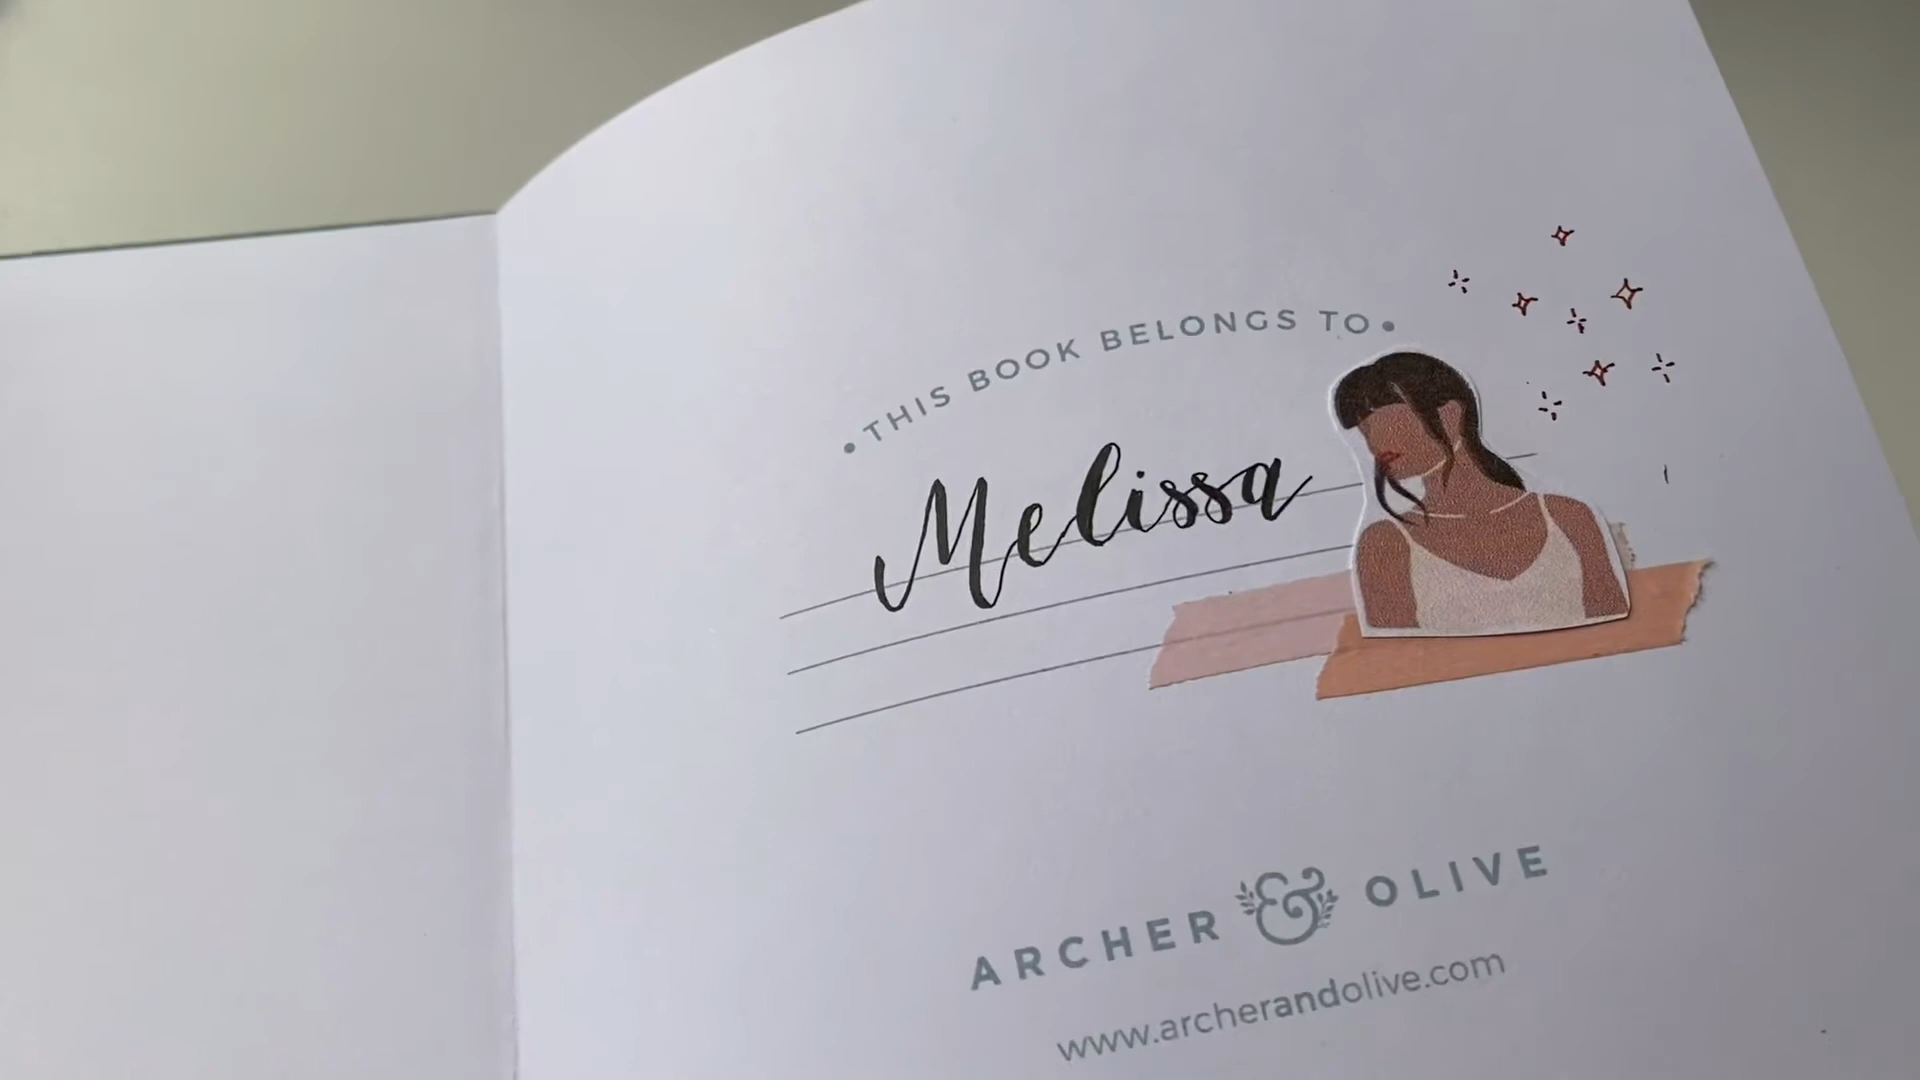 • THIS BOOK BELONGS TO •
Melissa
ARCHER & OLIVE
www.archerandolive.com